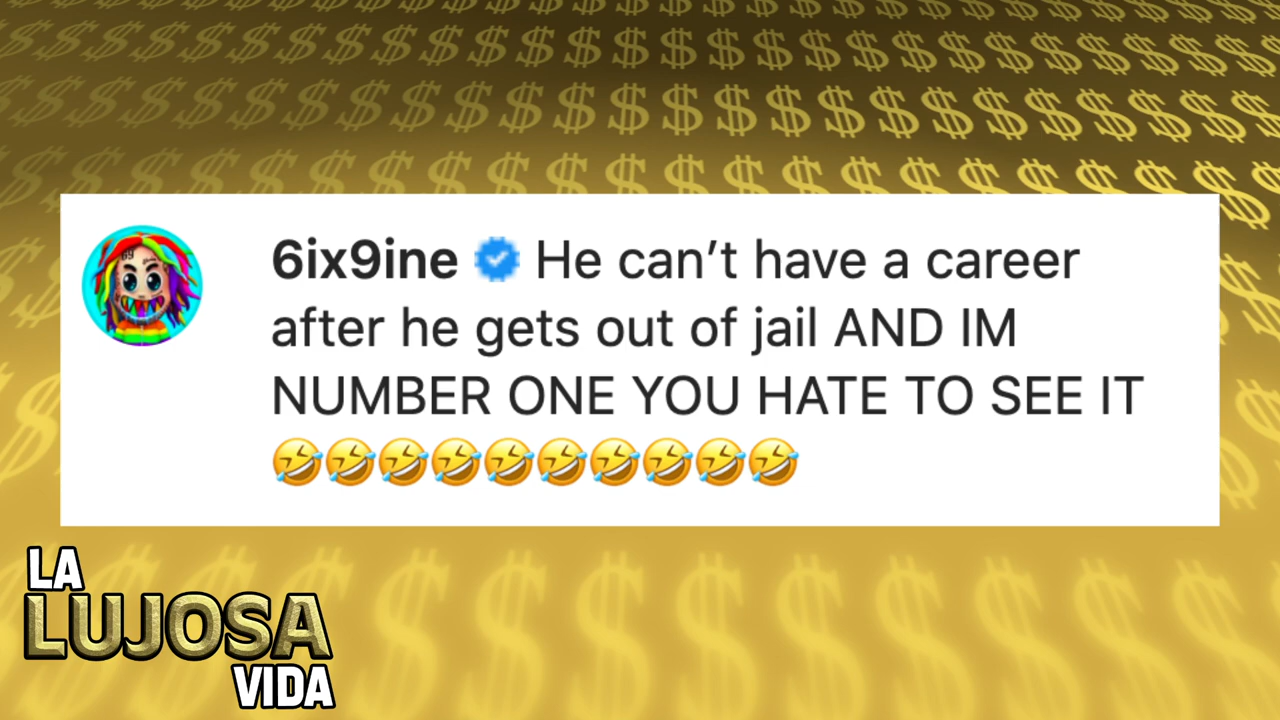 6ix9ine He can’t have a career
after he gets out of jail AND IM
NUMBER ONE YOU HATE TO SEE IT
🤣🤣🤣🤣🤣🤣🤣🤣🤣🤣
LA
LUJOSA
VIDA